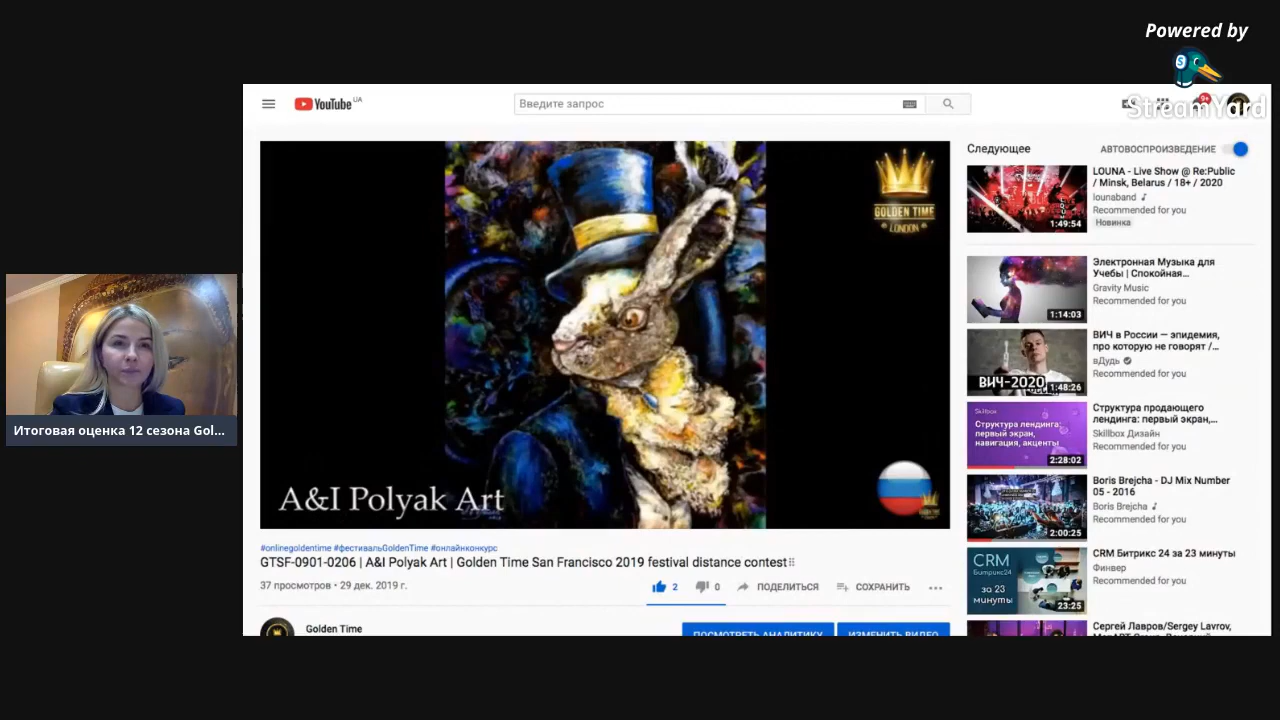 Powered by
StreamYard
YouTube UA
Введите запрос
9+
GOLDEN TIME
LONDON
A&I Polyak Art
#onlinegoldentime #фестивальGoldenTime #онлайнконкурс
GTSF-0901-0206 | A&I Polyak Art | Golden Time San Francisco 2019 festival distance contest
37 просмотров • 29 дек. 2019 г.
2
0
ПОДЕЛИТЬСЯ
СОХРАНИТЬ
Golden Time
ПОСМОТРЕТЬ АНАЛИТИКУ
ИЗМЕНИТЬ ВИДЕО
Итоговая оценка 12 сезона Gol...
Следующее
АВТОВОСПРОИЗВЕДЕНИЕ
1:49:54
LOUNA - Live Show @ Re:Public
/ Minsk, Belarus / 18+ / 2020
lounaband
Recommended for you
Новинка
1:14:03
Электронная Музыка для
Учебы | Спокойная...
Gravity Music
Recommended for you
ВИЧ-2020
1:48:26
ВИЧ в России — эпидемия,
про которую не говорят /...
вДудь
Recommended for you
Skillbox
Структура лендинга:
первый экран,
навигация, акценты
2:28:02
Структура продающего
лендинга: первый экран,...
Skillbox Дизайн
Recommended for you
2:00:25
Boris Brejcha - DJ Mix Number
05 - 2016
Boris Brejcha
Recommended for you
CRM
Битрикс24
за 23
минуты
23:25
CRM Битрикс 24 за 23 минуты
Финвер
Recommended for you
Сергей Лавров/Sergey Lavrov,